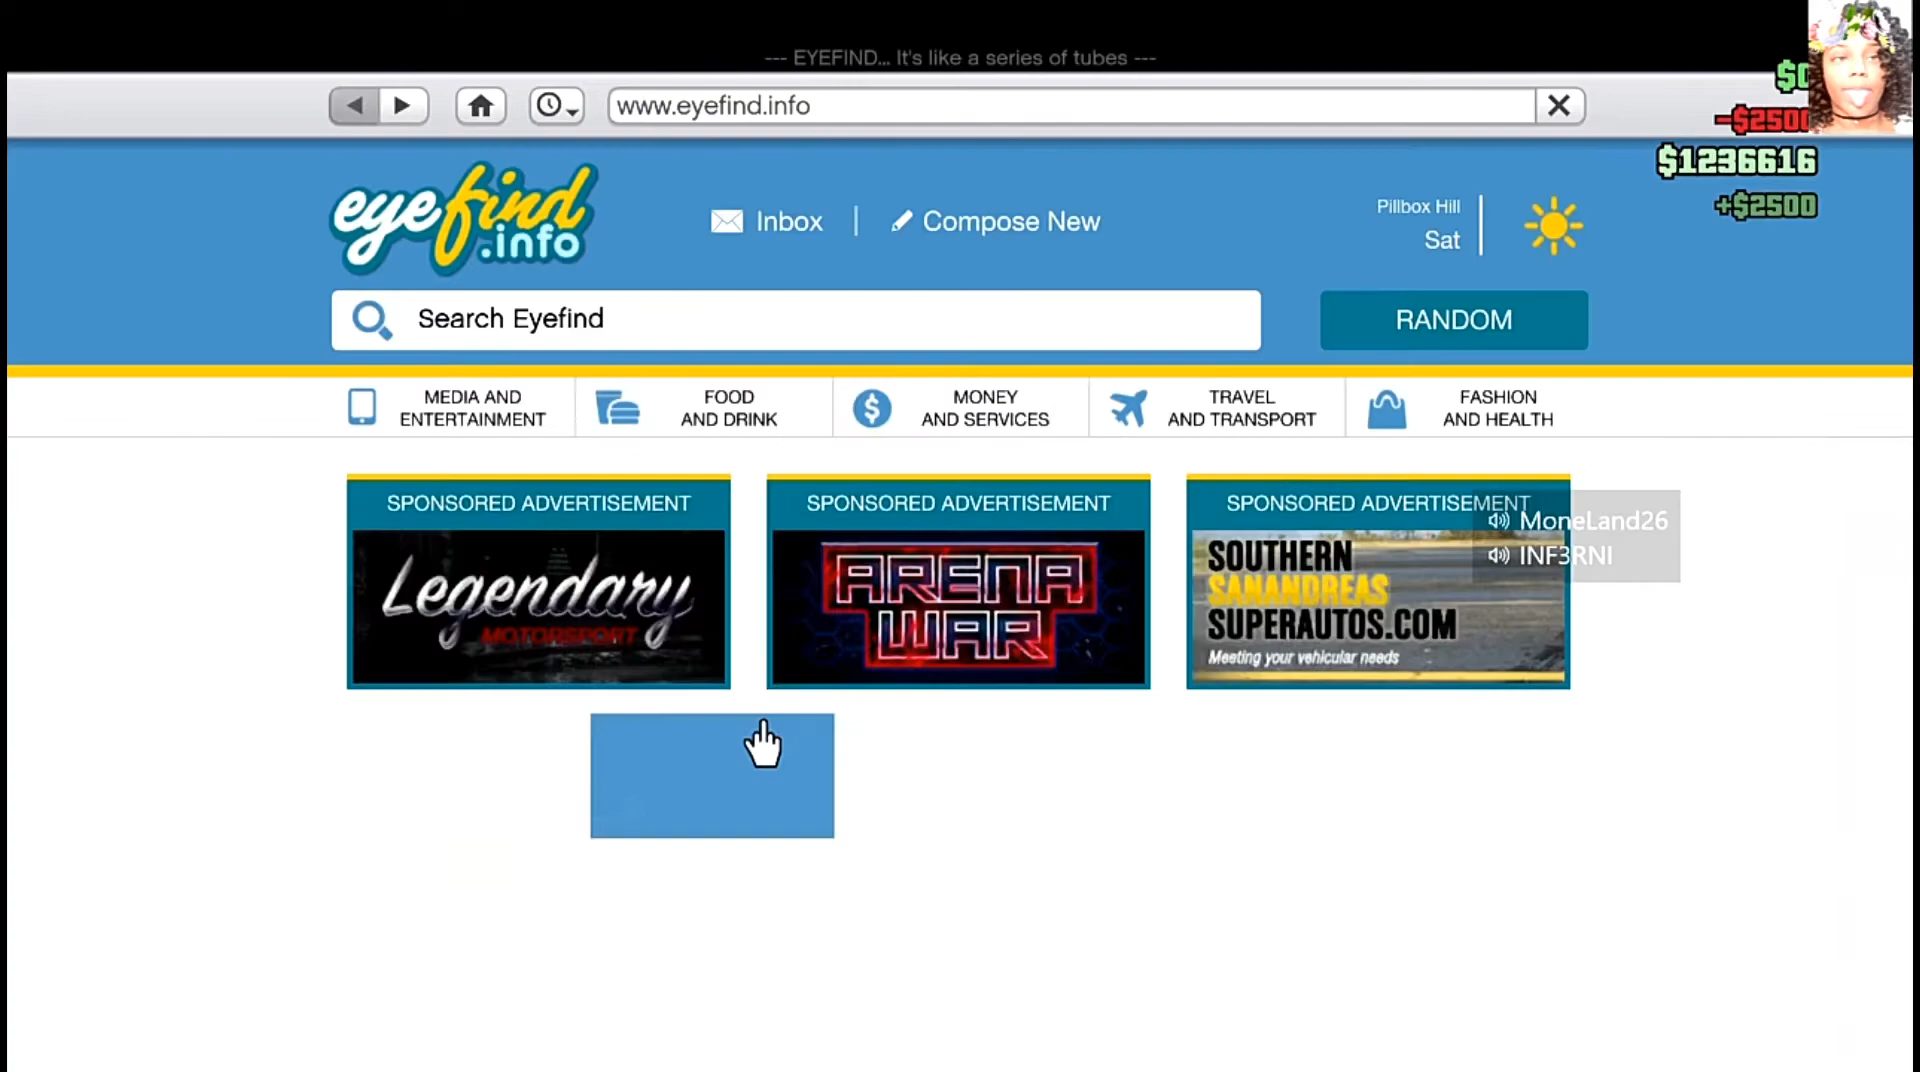 --- EYEFIND... It's like a series of tubes ---
www.eyefind.info
-$2500
$1236616
+$2500
eyefind
.info
Inbox
Compose New
Pillbox Hill
Sat
Search Eyefind
RANDOM
MEDIA AND
ENTERTAINMENT
FOOD
AND DRINK
MONEY
AND SERVICES
TRAVEL
AND TRANSPORT
FASHION
AND HEALTH
SPONSORED ADVERTISEMENT
Legendary
MOTORSPORT
SPONSORED ADVERTISEMENT
ARENA
WAR
SPONSORED ADVERTISEMENT
SOUTHERN
SANANDREAS
SUPERAUTOS.COM
Meeting your vehicular needs
MoneLand26
INF3RNI